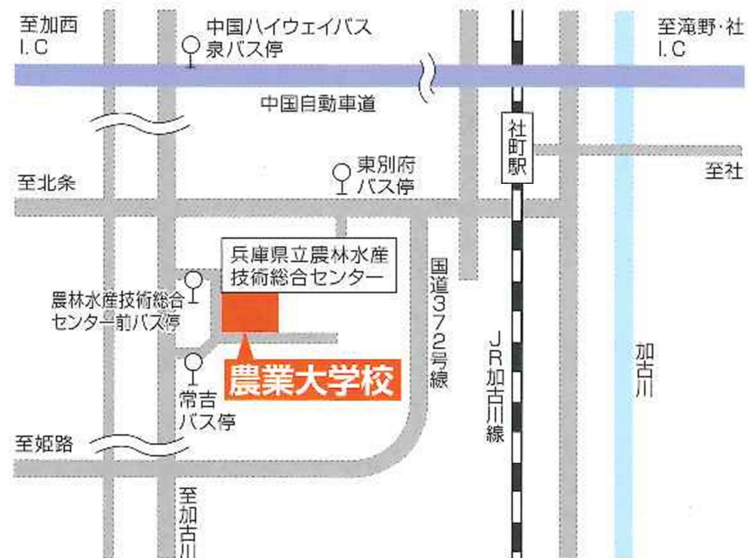 至加西
I.C
中国ハイウェイバス
泉バス停
至滝野・社
I.C
中国自動車道
社町駅
至社
東別府
バス停
至北条
兵庫県立農林水産
技術総合センター
農林水産技術総合
センター前バス停
国道372号線
農業大学校
常吉
バス停
JR加古川線
加古川
至姫路
至加古川